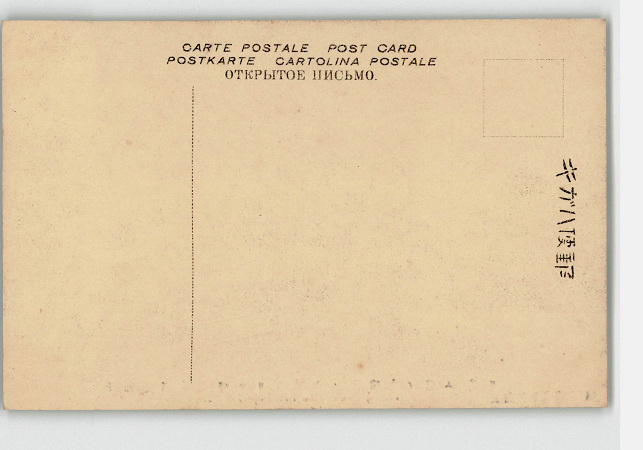 CARTE POSTALE POST CARD
POSTKARTE CARTOLINA POSTALE
ОТКРЫТОЕ ПИСЬМО.
郵便ハガキ